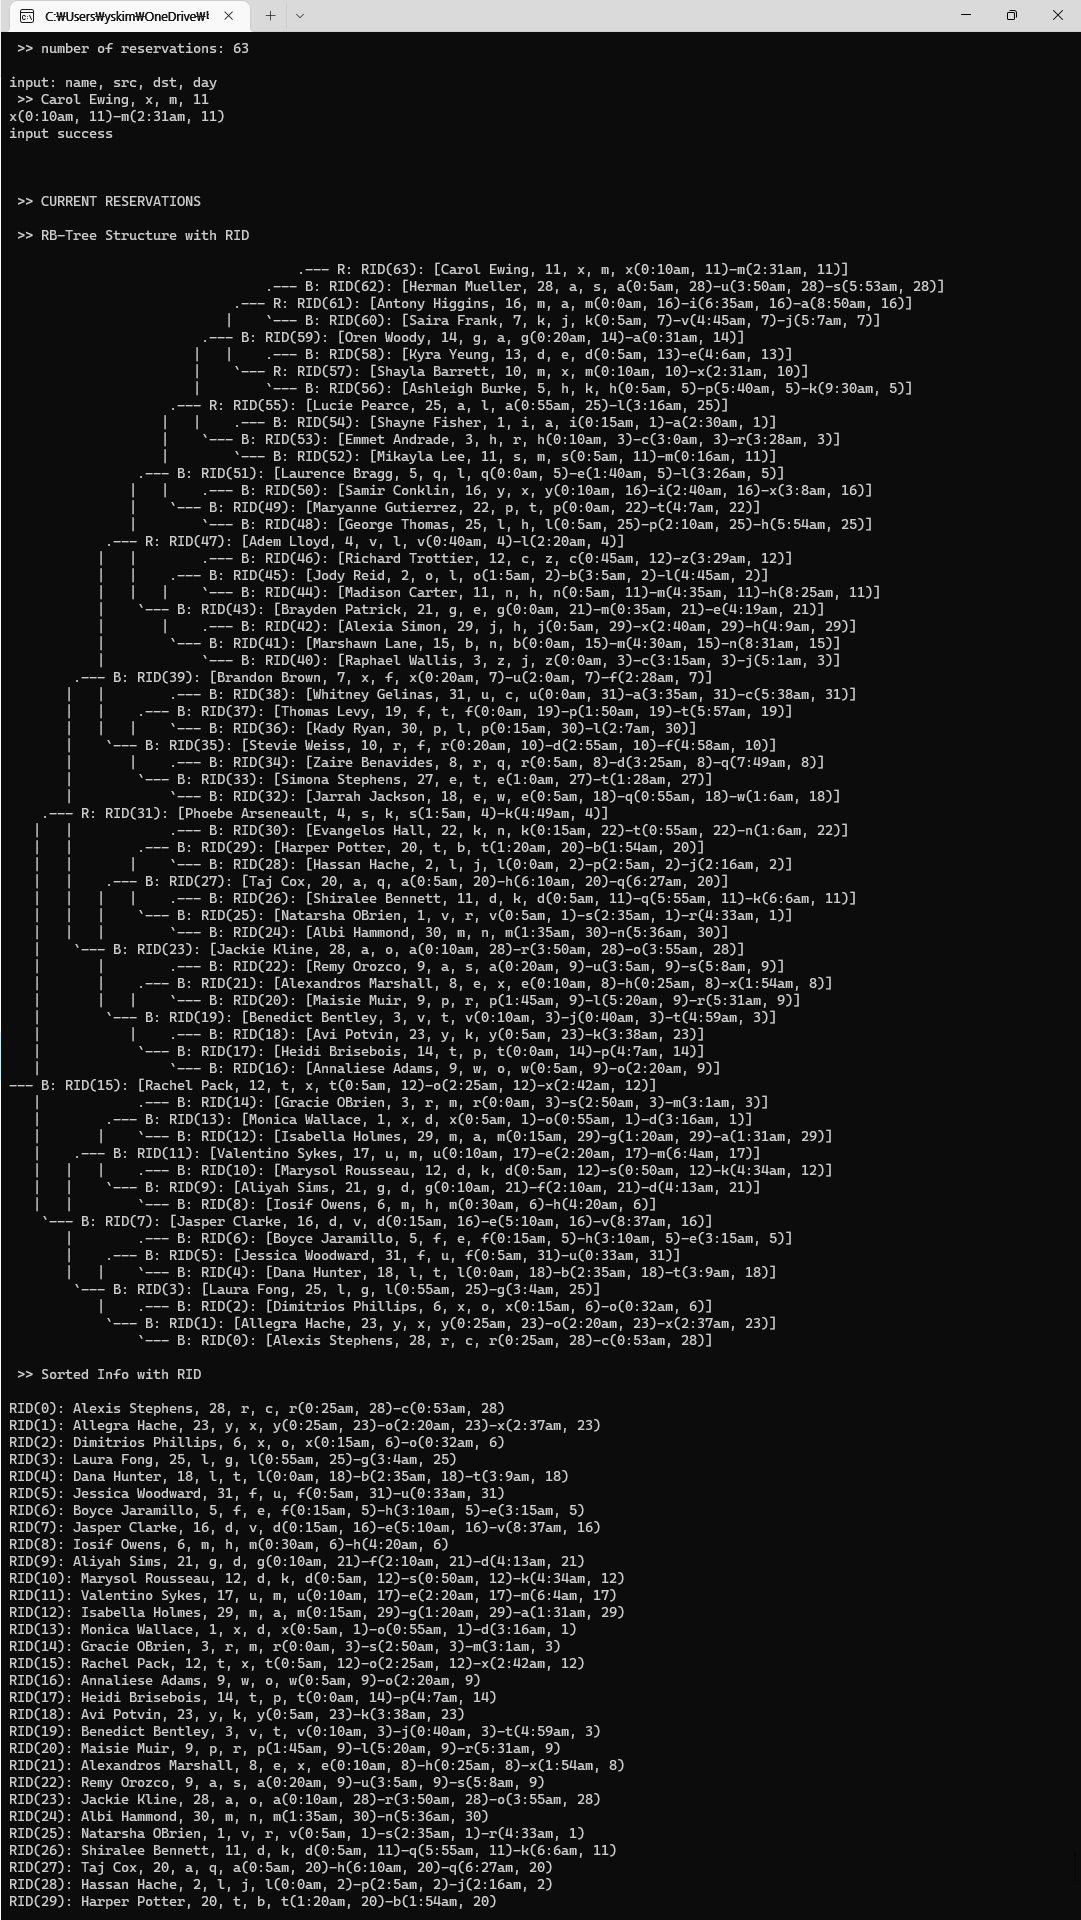 C:₩Users₩yskim₩OneDrive₩
>> number of reservations: 63
input: name, src, dst, day
>> Carol Ewing, x, m, 11
x(0:10am, 11)-m(2:31am, 11)
input success
>> CURRENT RESERVATIONS
>> RB-Tree Structure with RID
.--- R: RID(63): [Carol Ewing, 11, x, m, x(0:10am, 11)-m(2:31am, 11)]
.--- B: RID(62): [Herman Mueller, 28, a, s, a(0:5am, 28)-u(3:50am, 28)-s(5:53am, 28)]
.--- R: RID(61): [Antony Higgins, 16, m, a, m(0:0am, 16)-i(6:35am, 16)-a(8:50am, 16)]
| `--- B: RID(60): [Saira Frank, 7, k, j, k(0:5am, 7)-v(4:45am, 7)-j(5:7am, 7)]
.--- B: RID(59): [Oren Woody, 14, g, a, g(0:20am, 14)-a(0:31am, 14)]
| | .--- B: RID(58): [Kyra Yeung, 13, d, e, d(0:5am, 13)-e(4:6am, 13)]
| `--- R: RID(57): [Shayla Barrett, 10, m, x, m(0:10am, 10)-x(2:31am, 10)]
| `--- B: RID(56): [Ashleigh Burke, 5, h, k, h(0:5am, 5)-p(5:40am, 5)-k(9:30am, 5)]
.--- R: RID(55): [Lucie Pearce, 25, a, l, a(0:55am, 25)-l(3:16am, 25)]
| | .--- B: RID(54): [Shayne Fisher, 1, i, a, i(0:15am, 1)-a(2:30am, 1)]
| `--- B: RID(53): [Emmet Andrade, 3, h, r, h(0:10am, 3)-c(3:0am, 3)-r(3:28am, 3)]
| `--- B: RID(52): [Mikayla Lee, 11, s, m, s(0:5am, 11)-m(0:16am, 11)]
.--- B: RID(51): [Laurence Bragg, 5, q, l, q(0:0am, 5)-e(1:40am, 5)-l(3:26am, 5)]
| | .--- B: RID(50): [Samir Conklin, 16, y, x, y(0:10am, 16)-i(2:40am, 16)-x(3:8am, 16)]
| `--- B: RID(49): [Maryanne Gutierrez, 22, p, t, p(0:0am, 22)-t(4:7am, 22)]
| `--- B: RID(48): [George Thomas, 25, l, h, l(0:5am, 25)-p(2:10am, 25)-h(5:54am, 25)]
.--- R: RID(47): [Adem Lloyd, 4, v, l, v(0:40am, 4)-l(2:20am, 4)]
| | .--- B: RID(46): [Richard Trottier, 12, c, z, c(0:45am, 12)-z(3:29am, 12)]
| | .--- B: RID(45): [Jody Reid, 2, o, l, o(1:5am, 2)-b(3:5am, 2)-l(4:45am, 2)]
| | | `--- B: RID(44): [Madison Carter, 11, n, h, n(0:5am, 11)-m(4:35am, 11)-h(8:25am, 11)]
| `--- B: RID(43): [Brayden Patrick, 21, g, e, g(0:0am, 21)-m(0:35am, 21)-e(4:19am, 21)]
| | .--- B: RID(42): [Alexia Simon, 29, j, h, j(0:5am, 29)-x(2:40am, 29)-h(4:9am, 29)]
| `--- B: RID(41): [Marshawn Lane, 15, b, n, b(0:0am, 15)-m(4:30am, 15)-n(8:31am, 15)]
| `--- B: RID(40): [Raphael Wallis, 3, z, j, z(0:0am, 3)-c(3:15am, 3)-j(5:1am, 3)]
.--- B: RID(39): [Brandon Brown, 7, x, f, x(0:20am, 7)-u(2:0am, 7)-f(2:28am, 7)]
| | .--- B: RID(38): [Whitney Gelinas, 31, u, c, u(0:0am, 31)-a(3:35am, 31)-c(5:38am, 31)]
| | .--- B: RID(37): [Thomas Levy, 19, f, t, f(0:0am, 19)-p(1:50am, 19)-t(5:57am, 19)]
| | | `--- B: RID(36): [Kady Ryan, 30, p, l, p(0:15am, 30)-l(2:7am, 30)]
| `--- B: RID(35): [Stevie Weiss, 10, r, f, r(0:20am, 10)-d(2:55am, 10)-f(4:58am, 10)]
| | .--- B: RID(34): [Zaire Benavides, 8, r, q, r(0:5am, 8)-d(3:25am, 8)-q(7:49am, 8)]
| `--- B: RID(33): [Simona Stephens, 27, e, t, e(1:0am, 27)-t(1:28am, 27)]
| `--- B: RID(32): [Jarrah Jackson, 18, e, w, e(0:5am, 18)-q(0:55am, 18)-w(1:6am, 18)]
.--- R: RID(31): [Phoebe Arseneault, 4, s, k, s(1:5am, 4)-k(4:49am, 4)]
| | .--- B: RID(30): [Evangelos Hall, 22, k, n, k(0:15am, 22)-t(0:55am, 22)-n(1:6am, 22)]
| | .--- B: RID(29): [Harper Potter, 20, t, b, t(1:20am, 20)-b(1:54am, 20)]
| | | `--- B: RID(28): [Hassan Hache, 2, l, j, l(0:0am, 2)-p(2:5am, 2)-j(2:16am, 2)]
| | .--- B: RID(27): [Taj Cox, 20, a, q, a(0:5am, 20)-h(6:10am, 20)-q(6:27am, 20)]
| | | | .--- B: RID(26): [Shiralee Bennett, 11, d, k, d(0:5am, 11)-q(5:55am, 11)-k(6:6am, 11)]
| | | `--- B: RID(25): [Natarsha OBrien, 1, v, r, v(0:5am, 1)-s(2:35am, 1)-r(4:33am, 1)]
| | | `--- B: RID(24): [Albi Hammond, 30, m, n, m(1:35am, 30)-n(5:36am, 30)]
| `--- B: RID(23): [Jackie Kline, 28, a, o, a(0:10am, 28)-r(3:50am, 28)-o(3:55am, 28)]
| | .--- B: RID(22): [Remy Orozco, 9, a, s, a(0:20am, 9)-u(3:5am, 9)-s(5:8am, 9)]
| | .--- B: RID(21): [Alexandros Marshall, 8, e, x, e(0:10am, 8)-h(0:25am, 8)-x(1:54am, 8)]
| | | `--- B: RID(20): [Maisie Muir, 9, p, r, p(1:45am, 9)-l(5:20am, 9)-r(5:31am, 9)]
| `--- B: RID(19): [Benedict Bentley, 3, v, t, v(0:10am, 3)-j(0:40am, 3)-t(4:59am, 3)]
| | .--- B: RID(18): [Avi Potvin, 23, y, k, y(0:5am, 23)-k(3:38am, 23)]
| `--- B: RID(17): [Heidi Brisebois, 14, t, p, t(0:0am, 14)-p(4:7am, 14)]
| `--- B: RID(16): [Annaliese Adams, 9, w, o, w(0:5am, 9)-o(2:20am, 9)]
--- B: RID(15): [Rachel Pack, 12, t, x, t(0:5am, 12)-o(2:25am, 12)-x(2:42am, 12)]
| .--- B: RID(14): [Gracie OBrien, 3, r, m, r(0:0am, 3)-s(2:50am, 3)-m(3:1am, 3)]
| .--- B: RID(13): [Monica Wallace, 1, x, d, x(0:5am, 1)-o(0:55am, 1)-d(3:16am, 1)]
| | `--- B: RID(12): [Isabella Holmes, 29, m, a, m(0:15am, 29)-g(1:20am, 29)-a(1:31am, 29)]
| .--- B: RID(11): [Valentino Sykes, 17, u, m, u(0:10am, 17)-e(2:20am, 17)-m(6:4am, 17)]
| | | .--- B: RID(10): [Marysol Rousseau, 12, d, k, d(0:5am, 12)-s(0:50am, 12)-k(4:34am, 12)]
| | `--- B: RID(9): [Aliyah Sims, 21, g, d, g(0:10am, 21)-f(2:10am, 21)-d(4:13am, 21)]
| | `--- B: RID(8): [Iosif Owens, 6, m, h, m(0:30am, 6)-h(4:20am, 6)]
`--- B: RID(7): [Jasper Clarke, 16, d, v, d(0:15am, 16)-e(5:10am, 16)-v(8:37am, 16)]
| .--- B: RID(6): [Boyce Jaramillo, 5, f, e, f(0:15am, 5)-h(3:10am, 5)-e(3:15am, 5)]
| .--- B: RID(5): [Jessica Woodward, 31, f, u, f(0:5am, 31)-u(0:33am, 31)]
| | `--- B: RID(4): [Dana Hunter, 18, l, t, l(0:0am, 18)-b(2:35am, 18)-t(3:9am, 18)]
`--- B: RID(3): [Laura Fong, 25, l, g, l(0:55am, 25)-g(3:4am, 25)]
| .--- B: RID(2): [Dimitrios Phillips, 6, x, o, x(0:15am, 6)-o(0:32am, 6)]
`--- B: RID(1): [Allegra Hache, 23, y, x, y(0:25am, 23)-o(2:20am, 23)-x(2:37am, 23)]
`--- B: RID(0): [Alexis Stephens, 28, r, c, r(0:25am, 28)-c(0:53am, 28)]
>> Sorted Info with RID
RID(0): Alexis Stephens, 28, r, c, r(0:25am, 28)-c(0:53am, 28)
RID(1): Allegra Hache, 23, y, x, y(0:25am, 23)-o(2:20am, 23)-x(2:37am, 23)
RID(2): Dimitrios Phillips, 6, x, o, x(0:15am, 6)-o(0:32am, 6)
RID(3): Laura Fong, 25, l, g, l(0:55am, 25)-g(3:4am, 25)
RID(4): Dana Hunter, 18, l, t, l(0:0am, 18)-b(2:35am, 18)-t(3:9am, 18)
RID(5): Jessica Woodward, 31, f, u, f(0:5am, 31)-u(0:33am, 31)
RID(6): Boyce Jaramillo, 5, f, e, f(0:15am, 5)-h(3:10am, 5)-e(3:15am, 5)
RID(7): Jasper Clarke, 16, d, v, d(0:15am, 16)-e(5:10am, 16)-v(8:37am, 16)
RID(8): Iosif Owens, 6, m, h, m(0:30am, 6)-h(4:20am, 6)
RID(9): Aliyah Sims, 21, g, d, g(0:10am, 21)-f(2:10am, 21)-d(4:13am, 21)
RID(10): Marysol Rousseau, 12, d, k, d(0:5am, 12)-s(0:50am, 12)-k(4:34am, 12)
RID(11): Valentino Sykes, 17, u, m, u(0:10am, 17)-e(2:20am, 17)-m(6:4am, 17)
RID(12): Isabella Holmes, 29, m, a, m(0:15am, 29)-g(1:20am, 29)-a(1:31am, 29)
RID(13): Monica Wallace, 1, x, d, x(0:5am, 1)-o(0:55am, 1)-d(3:16am, 1)
RID(14): Gracie OBrien, 3, r, m, r(0:0am, 3)-s(2:50am, 3)-m(3:1am, 3)
RID(15): Rachel Pack, 12, t, x, t(0:5am, 12)-o(2:25am, 12)-x(2:42am, 12)
RID(16): Annaliese Adams, 9, w, o, w(0:5am, 9)-o(2:20am, 9)
RID(17): Heidi Brisebois, 14, t, p, t(0:0am, 14)-p(4:7am, 14)
RID(18): Avi Potvin, 23, y, k, y(0:5am, 23)-k(3:38am, 23)
RID(19): Benedict Bentley, 3, v, t, v(0:10am, 3)-j(0:40am, 3)-t(4:59am, 3)
RID(20): Maisie Muir, 9, p, r, p(1:45am, 9)-l(5:20am, 9)-r(5:31am, 9)
RID(21): Alexandros Marshall, 8, e, x, e(0:10am, 8)-h(0:25am, 8)-x(1:54am, 8)
RID(22): Remy Orozco, 9, a, s, a(0:20am, 9)-u(3:5am, 9)-s(5:8am, 9)
RID(23): Jackie Kline, 28, a, o, a(0:10am, 28)-r(3:50am, 28)-o(3:55am, 28)
RID(24): Albi Hammond, 30, m, n, m(1:35am, 30)-n(5:36am, 30)
RID(25): Natarsha OBrien, 1, v, r, v(0:5am, 1)-s(2:35am, 1)-r(4:33am, 1)
RID(26): Shiralee Bennett, 11, d, k, d(0:5am, 11)-q(5:55am, 11)-k(6:6am, 11)
RID(27): Taj Cox, 20, a, q, a(0:5am, 20)-h(6:10am, 20)-q(6:27am, 20)
RID(28): Hassan Hache, 2, l, j, l(0:0am, 2)-p(2:5am, 2)-j(2:16am, 2)
RID(29): Harper Potter, 20, t, b, t(1:20am, 20)-b(1:54am, 20)